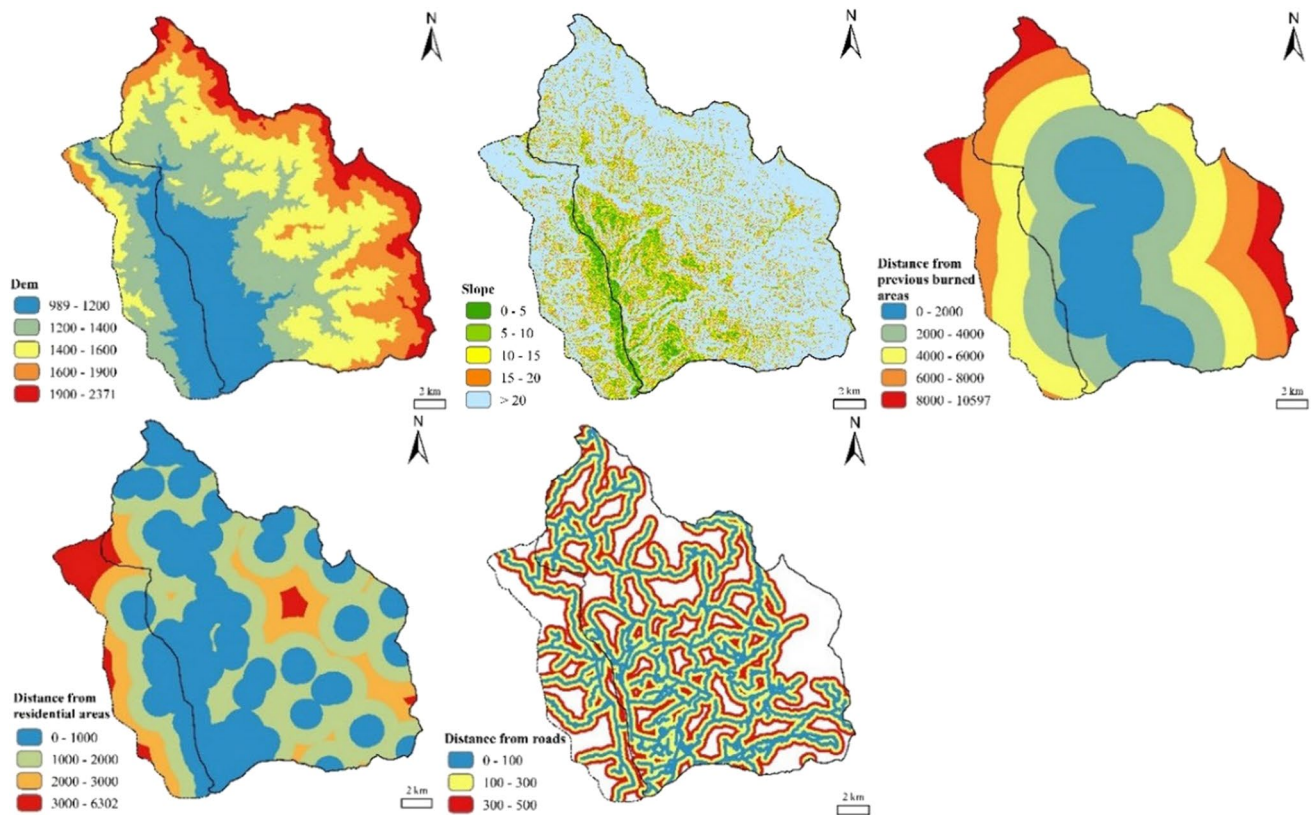 N
Dem
989 - 1200
1200 - 1400
1400 - 1600
1600 - 1900
1900 - 2371
2 km
N
Slope
0 - 5
5 - 10
10 - 15
15 - 20
> 20
2 km
N
Distance from
previous burned
areas
0 - 2000
2000 - 4000
4000 - 6000
6000 - 8000
8000 - 10597
2 km
N
Distance from
residential areas
0 - 1000
1000 - 2000
2000 - 3000
3000 - 6302
2 km
N
Distance from roads
0 - 100
100 - 300
300 - 500
2 km